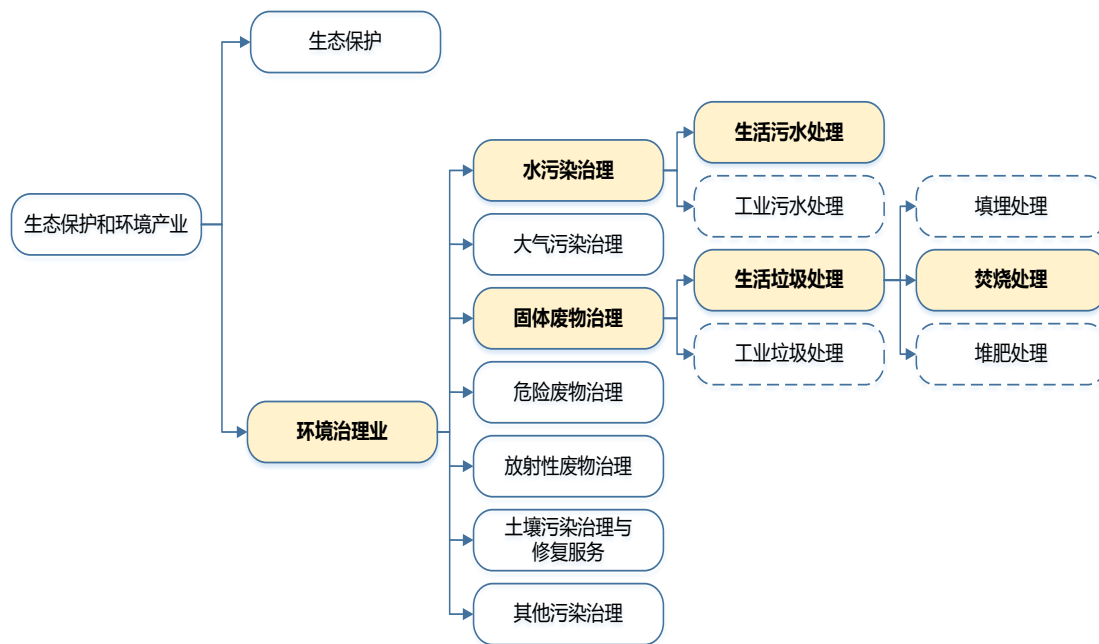 生态保护
生态保护和环境产业
环境治理业
水污染治理
大气污染治理
固体废物治理
危险废物治理
放射性废物治理
土壤污染治理与
修复服务
其他污染治理
生活污水处理
工业污水处理
生活垃圾处理
工业垃圾处理
填埋处理
焚烧处理
堆肥处理